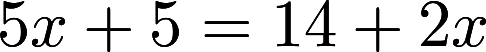 5x + 5 = 14 + 2x